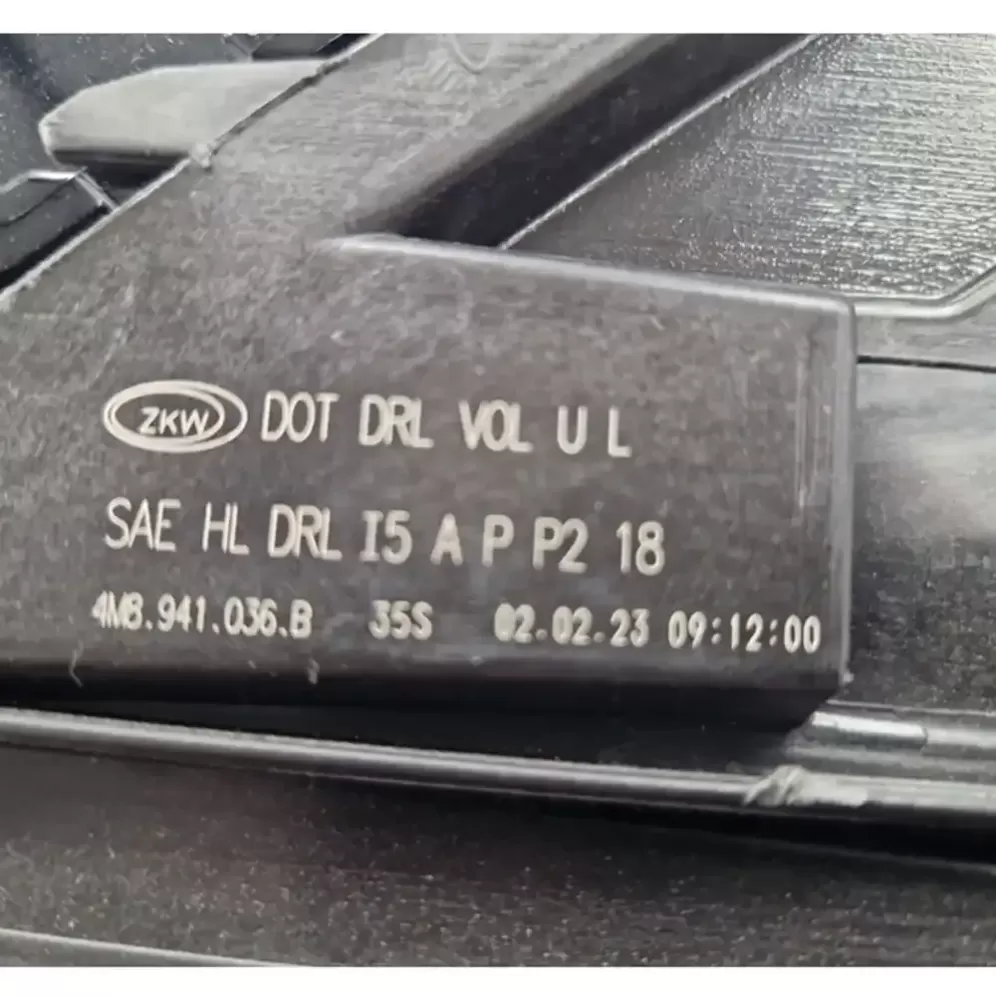 ZKW DOT DRL VOL U L
SAE HL DRL I5 A P P2 18
4M8.941.036.B 35S 02.02.23 09:12:00